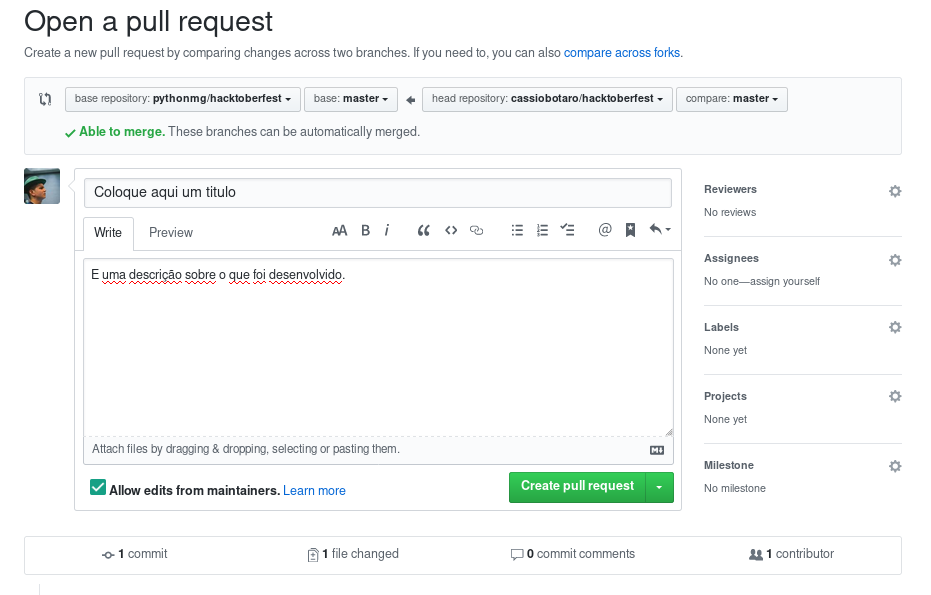 Open a pull request
Create a new pull request by comparing changes across two branches. If you need to, you can also compare across forks.
base repository: pythonmg/hacktoberfest base: master head repository: cassiobotaro/hacktoberfest compare: master
Able to merge. These branches can be automatically merged.
Coloque aqui um titulo
Write Preview
AA B i @
E uma descrição sobre o que foi desenvolvido.
Attach files by dragging & dropping, selecting or pasting them.
Allow edits from maintainers. Learn more
Create pull request
Reviewers
No reviews
Assignees
No one—assign yourself
Labels
None yet
Projects
None yet
Milestone
No milestone
1 commit 1 file changed 0 commit comments 1 contributor